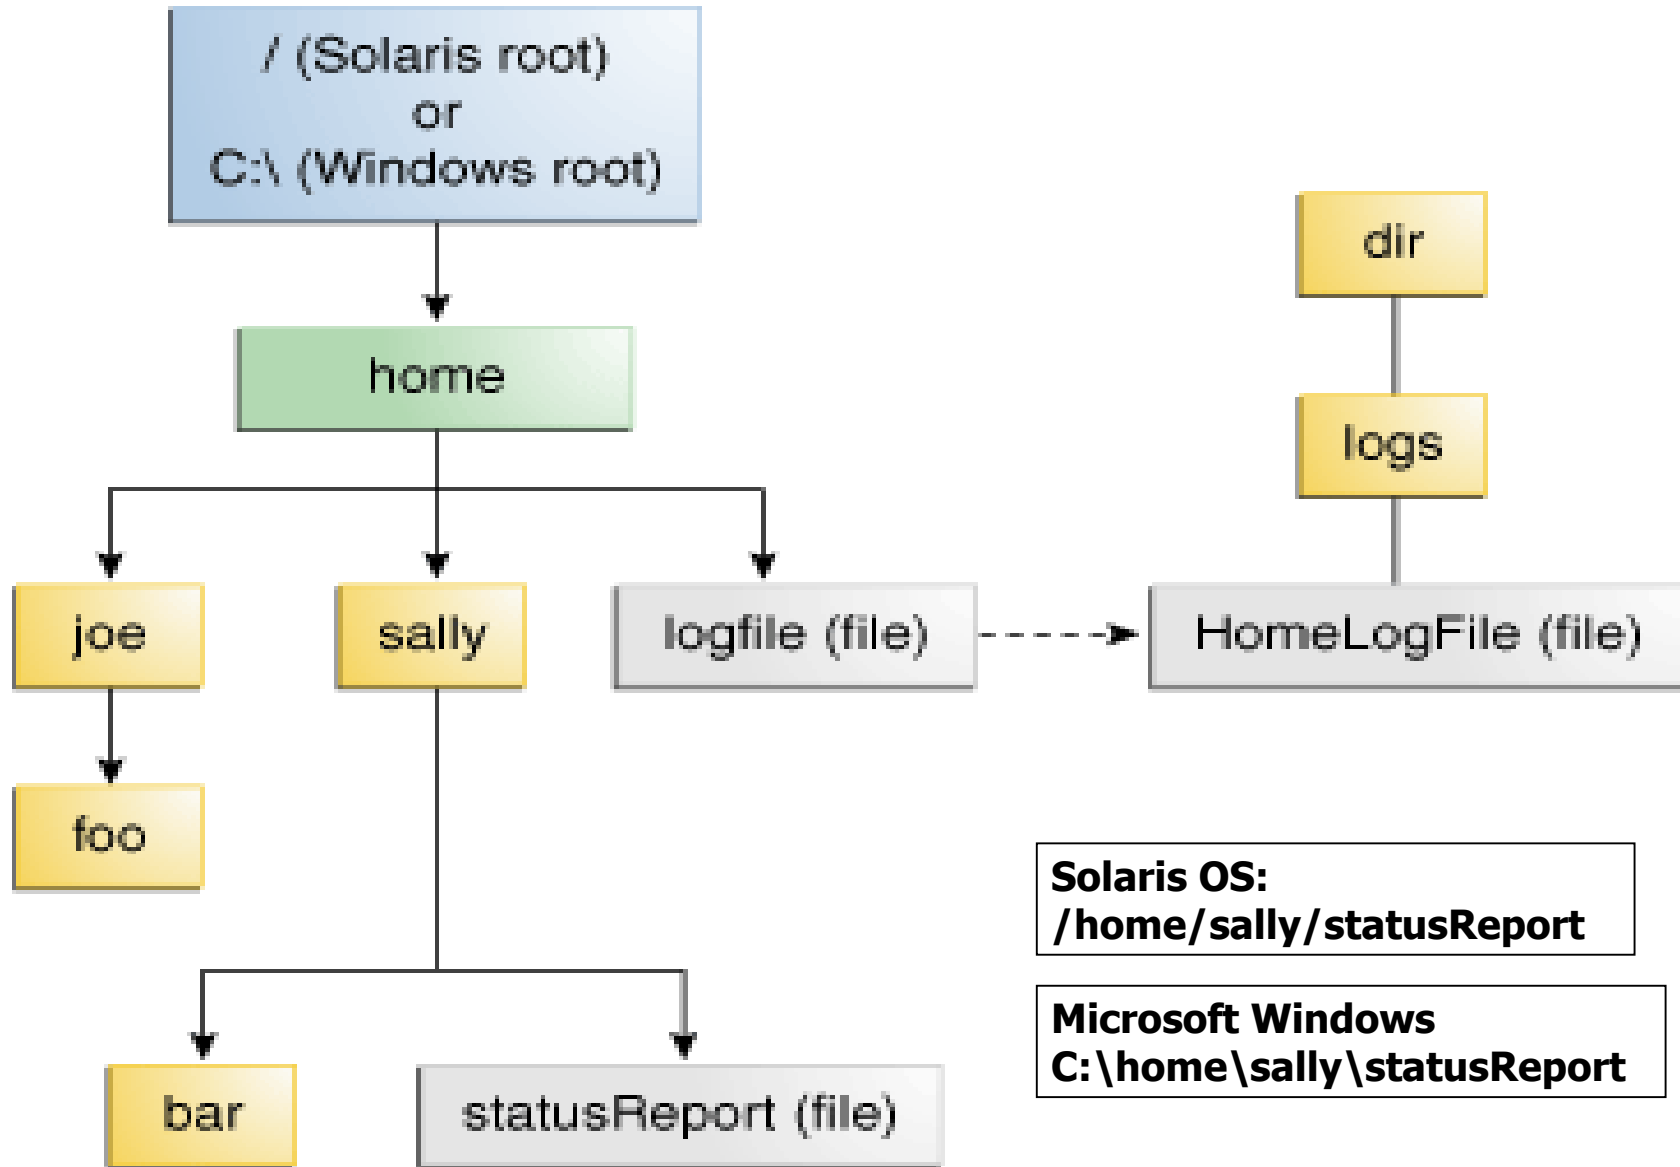 / (Solaris root)
or
C:\ (Windows root)
home
joe
sally
logfile (file)
foo
bar
statusReport (file)
dir
logs
HomeLogFile (file)
Solaris OS:
/home/sally/statusReport
Microsoft Windows
C:\home\sally\statusReport